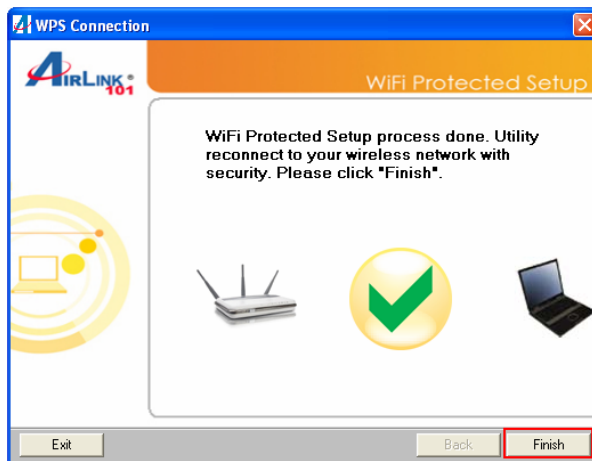 WPS Connection
AIRLINK
101
WiFi Protected Setup
WiFi Protected Setup process done. Utility
reconnect to your wireless network with
security. Please click "Finish".
Exit
Back
Finish